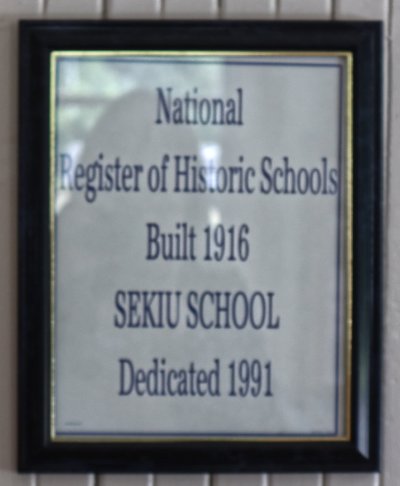 National
Register of Historic Schools
Built 1916
SEKIU SCHOOL
Dedicated 1991